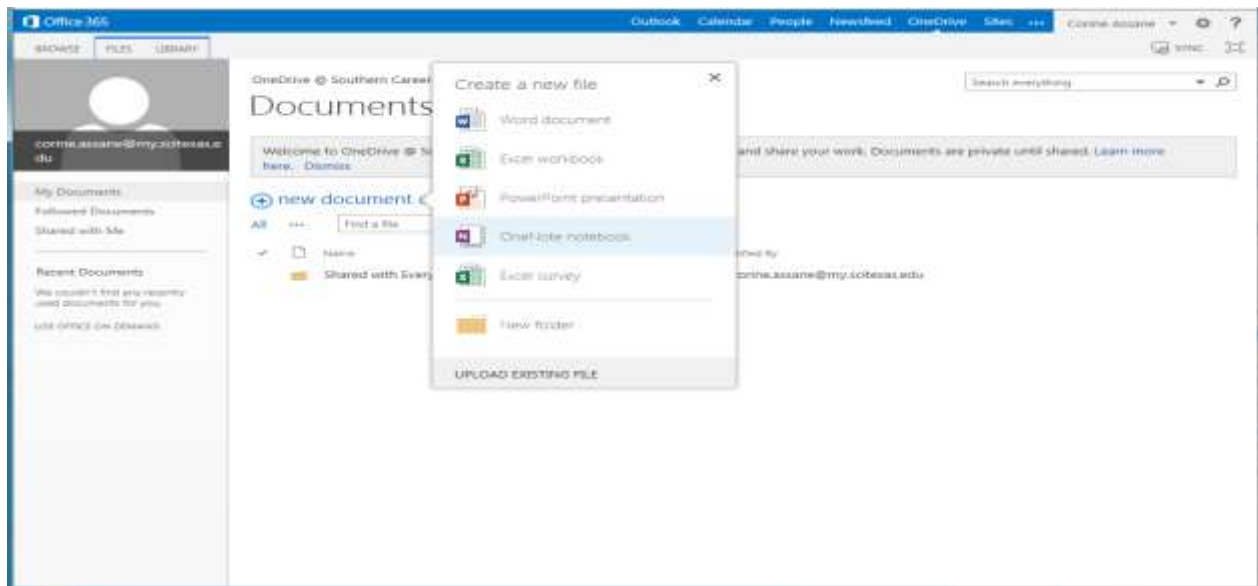 Office 365
Outlook Calendar People Newsfeed OneDrive Sites ••• Corine Assane ?
BROWSE FILES LIBRARY
SYNC
corine.assane@my.scitexas.e
du
My Documents
Followed Documents
Shared with Me
Recent Documents
We couldn't find any recently
used documents for you.
USE OFFICE ON DEMAND
OneDrive @ Southern Career
Documents
Search everything
Welcome to OneDrive @ So
and share your work. Documents are private until shared. Learn more
here. Dismiss
new document
All ••• Find a file
Name
Shared with Every
corine.assane@my.scitexas.edu
Create a new file
Word document
Excel workbook
PowerPoint presentation
OneNote notebook
Excel survey
New folder
UPLOAD EXISTING FILE